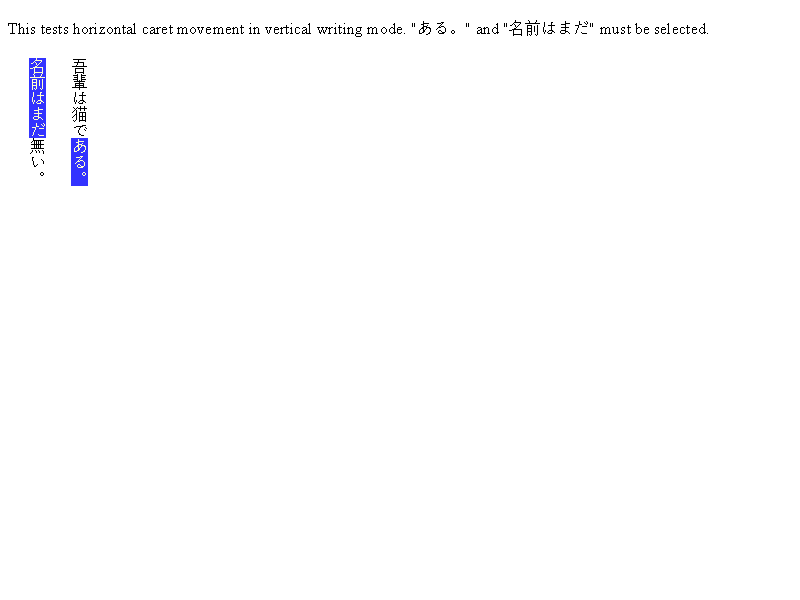 This tests horizontal caret movement in vertical writing mode. "ある。" and "名前はまだ" must be selected.
吾輩は猫である。
名前はまだ無い。